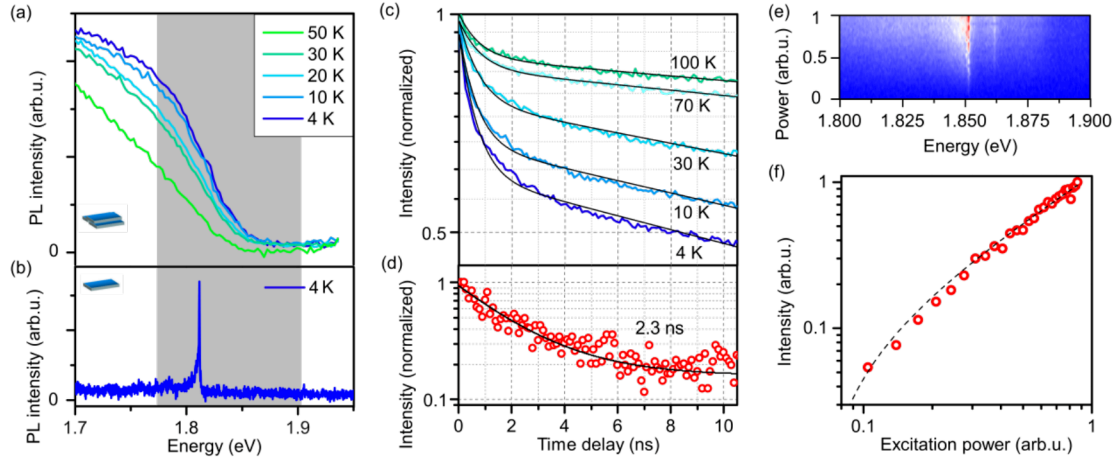 (a)
50 K
30 K
20 K
10 K
4 K
PL intensity (arb.u.)
0
(b)
4 K
PL intensity (arb.u.)
0
1.7
1.8
1.9
Energy (eV)
(c)
1
100 K
70 K
30 K
10 K
4 K
0.5
Intensity (normalized)
(d)
1
2.3 ns
0.1
Intensity (normalized)
0
2
4
6
8
10
Time delay (ns)
(e)
1
0.5
0
Power (arb.u.)
1.800
1.825
1.850
1.875
1.900
Energy (eV)
(f)
1
0.1
Intensity (arb.u.)
0.1
1
Excitation power (arb.u.)